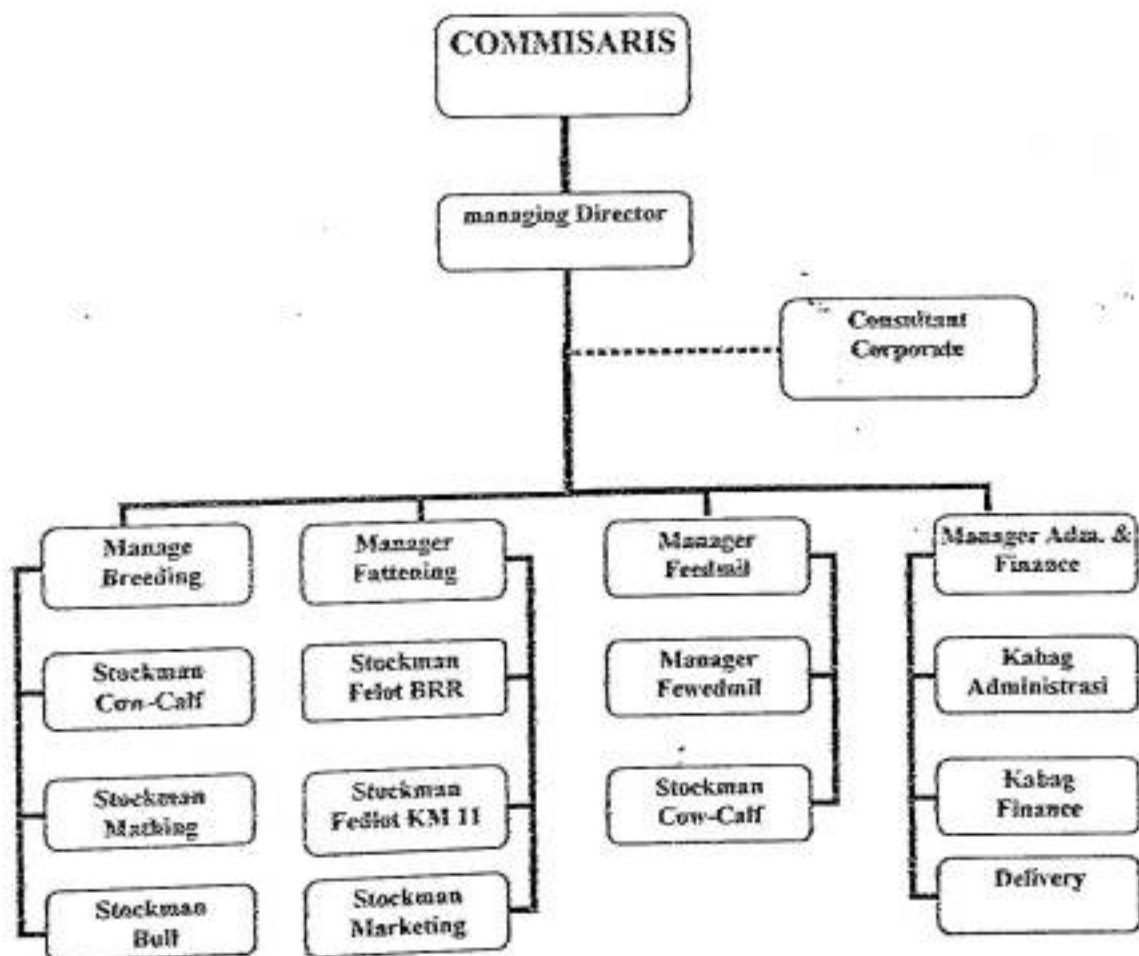 COMMISARIS
managing Director
Consultant
Corporate
Manage
Breeding
Manager
Fattening
Manager
Feedmil
Manager Adm. &
Finance
Stockman
Cow-Calf
Stockman
Felot BRR
Manager
Fewedmil
Kabag
Administrasi
Stockman
Mathing
Stockman
Fedlot KM 11
Stockman
Cow-Calf
Kabag
Finance
Stockman
Bull
Stockman
Marketing
Delivery